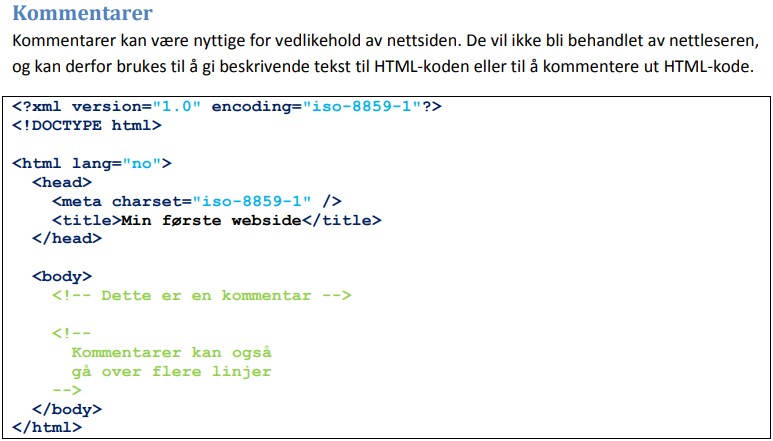 Kommentarer
Kommentarer kan være nyttige for vedlikehold av nettsiden. De vil ikke bli behandlet av nettleseren,
og kan derfor brukes til å gi beskrivende tekst til HTML-koden eller til å kommentere ut HTML-kode.
<?xml version="1.0" encoding="iso-8859-1"?>
<!DOCTYPE html>
<html lang="no">
<head>
<meta charset="iso-8859-1" />
<title>Min første webside</title>
</head>
<body>
<!-- Dette er en kommentar -->
<!--
Kommentarer kan også
gå over flere linjer
-->
</body>
</html>